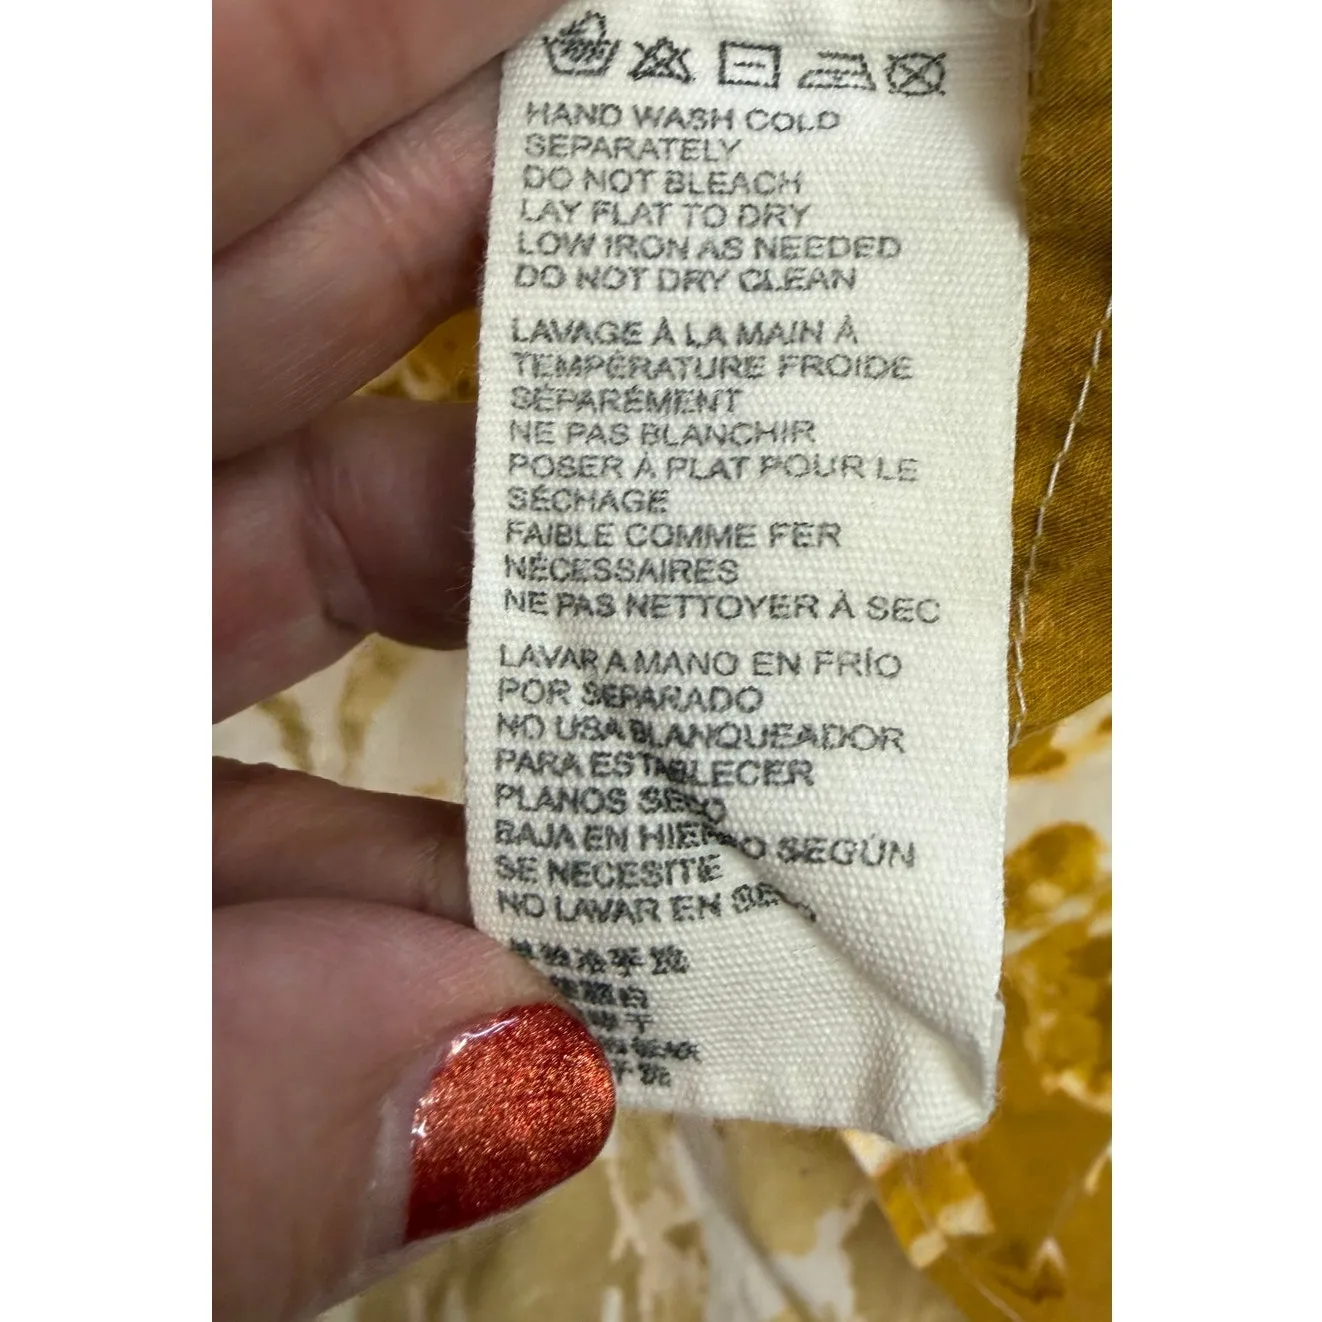 HAND WASH COLD
SEPARATELY
DO NOT BLEACH
LAY FLAT TO DRY
LOW IRON AS NEEDED
DO NOT DRY CLEAN
LAVAGE À LA MAIN À
TEMPÉRATURE FROIDE
SÉPARÉMENT
NE PAS BLANCHIR
POSER À PLAT POUR LE
SÉCHAGE
FAIBLE COMME FER
NÉCESSAIRES
NE PAS NETTOYER À SEC
LAVAR A MANO EN FRÍO
POR SEPARADO
NO USA BLANQUEADOR
PARA ESTABLECER
PLANOS SECO
BAJA EN HIERRO SEGÚN
SE NECESITE
NO LAVAR EN SECO